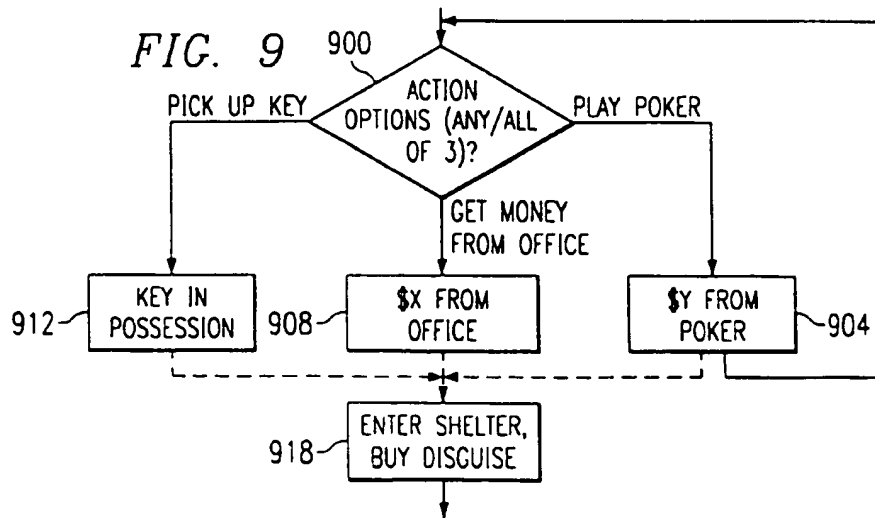 FIG. 9
900
ACTION
OPTIONS (ANY/ALL
OF 3)?
PICK UP KEY
PLAY POKER
GET MONEY
FROM OFFICE
912
KEY IN
POSSESSION
908
$X FROM
OFFICE
$Y FROM
POKER
904
918
ENTER SHELTER,
BUY DISGUISE